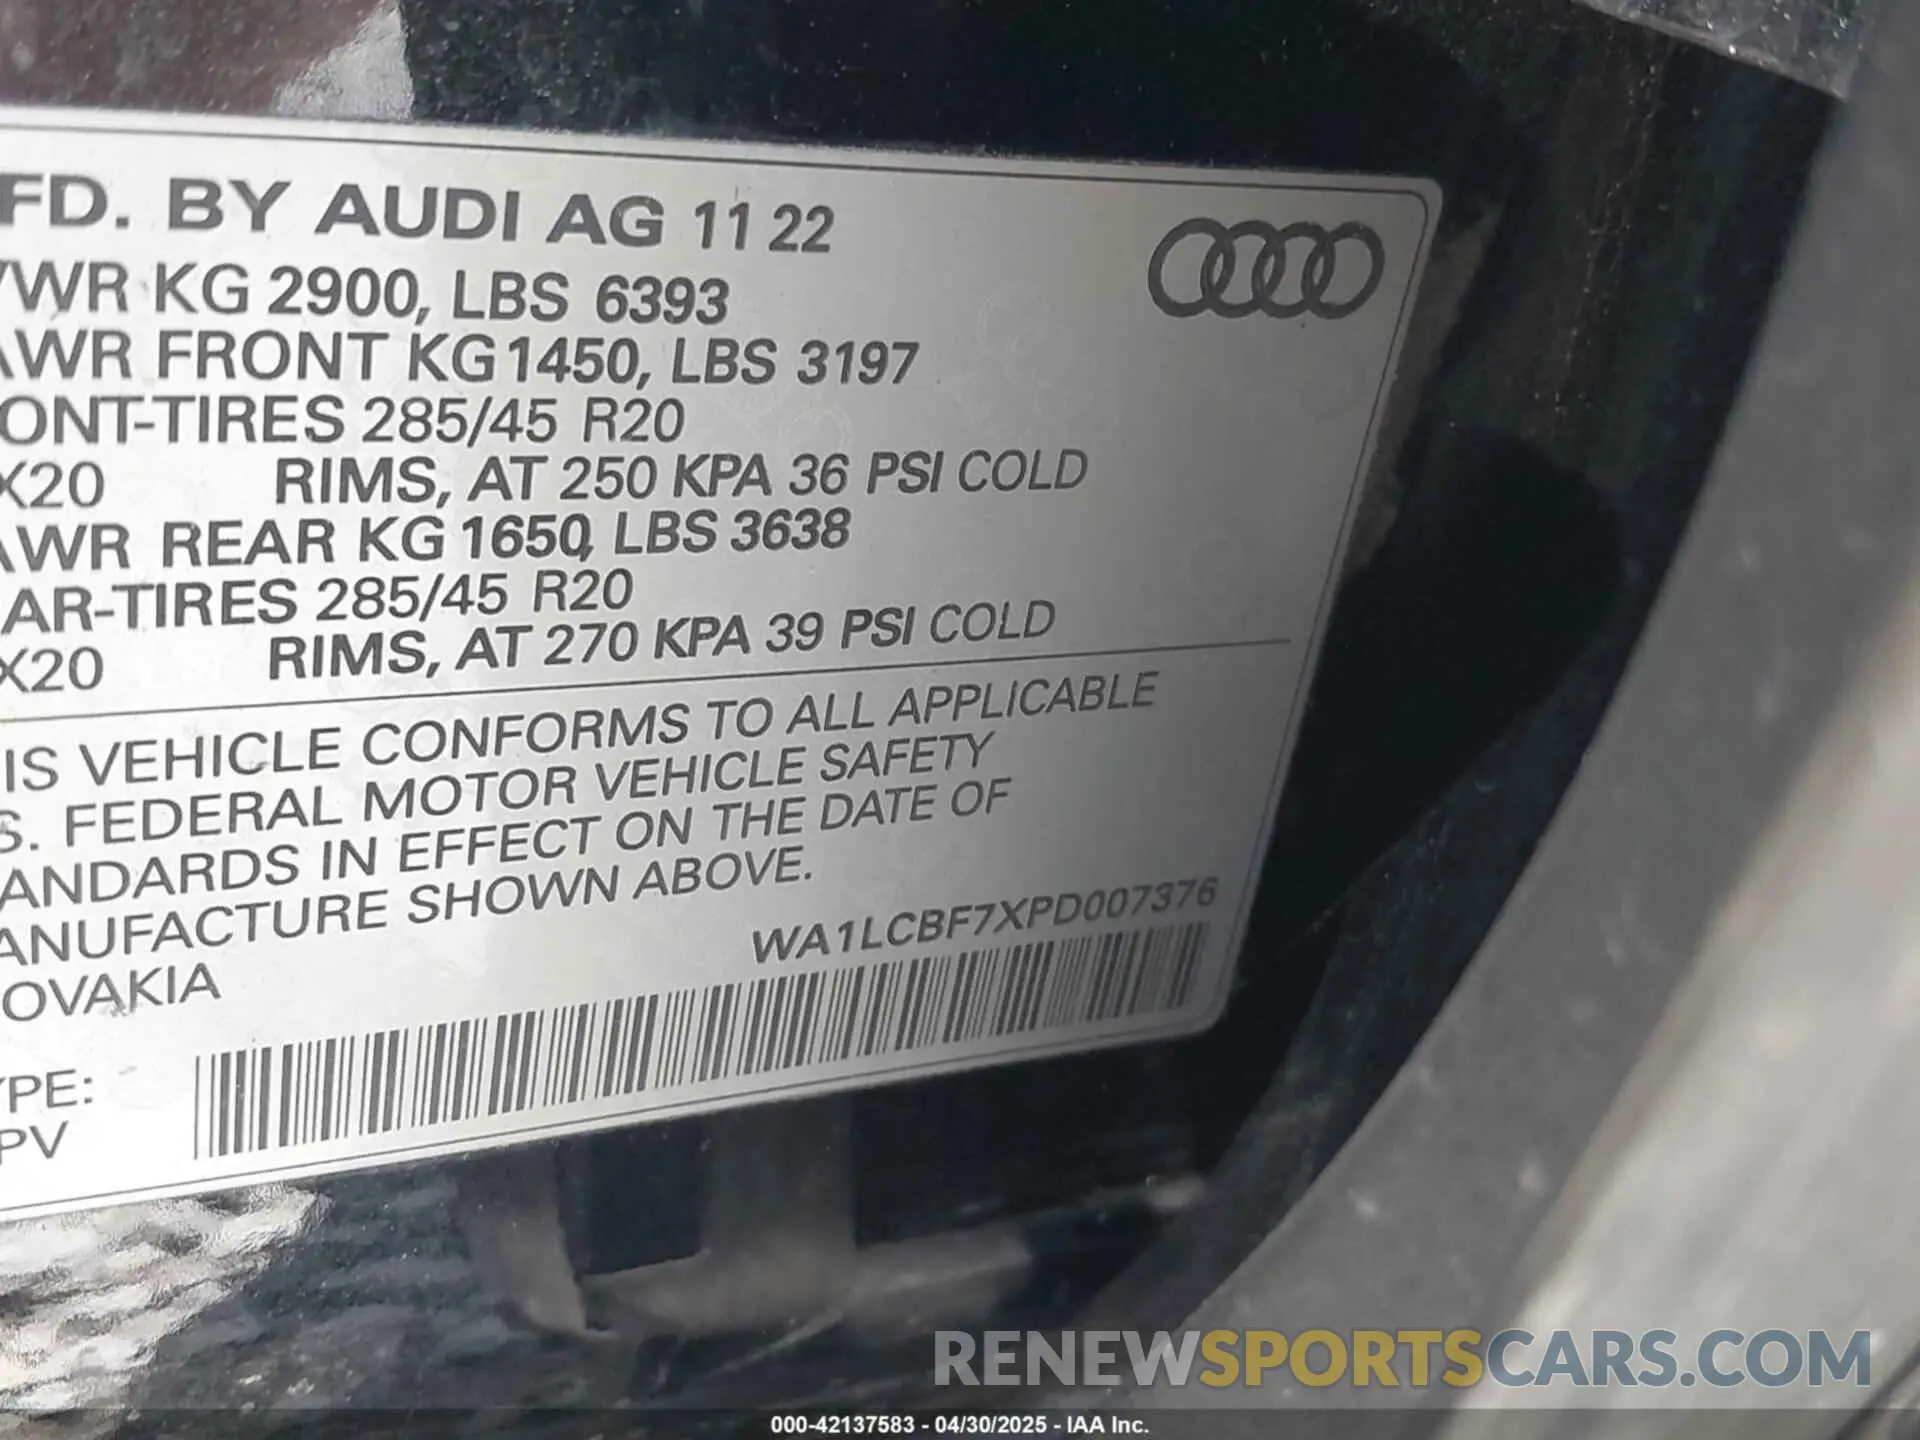 FD. BY AUDI AG 11 22
VWR KG 2900, LBS 6393
AWR FRONT KG 1450, LBS 3197
ONT-TIRES 285/45 R20
X20 RIMS, AT 250 KPA 36 PSI COLD
AWR REAR KG 1650, LBS 3638
AR-TIRES 285/45 R20
X20 RIMS, AT 270 KPA 39 PSI COLD
IS VEHICLE CONFORMS TO ALL APPLICABLE
S. FEDERAL MOTOR VEHICLE SAFETY
ANDARDS IN EFFECT ON THE DATE OF
ANUFACTURE SHOWN ABOVE.
OVAKIA
WA1LCBF7XPD007376
YPE:
PV
RENEWSPORTSCARS.COM
000-42137583 - 04/30/2025 - IAA Inc.